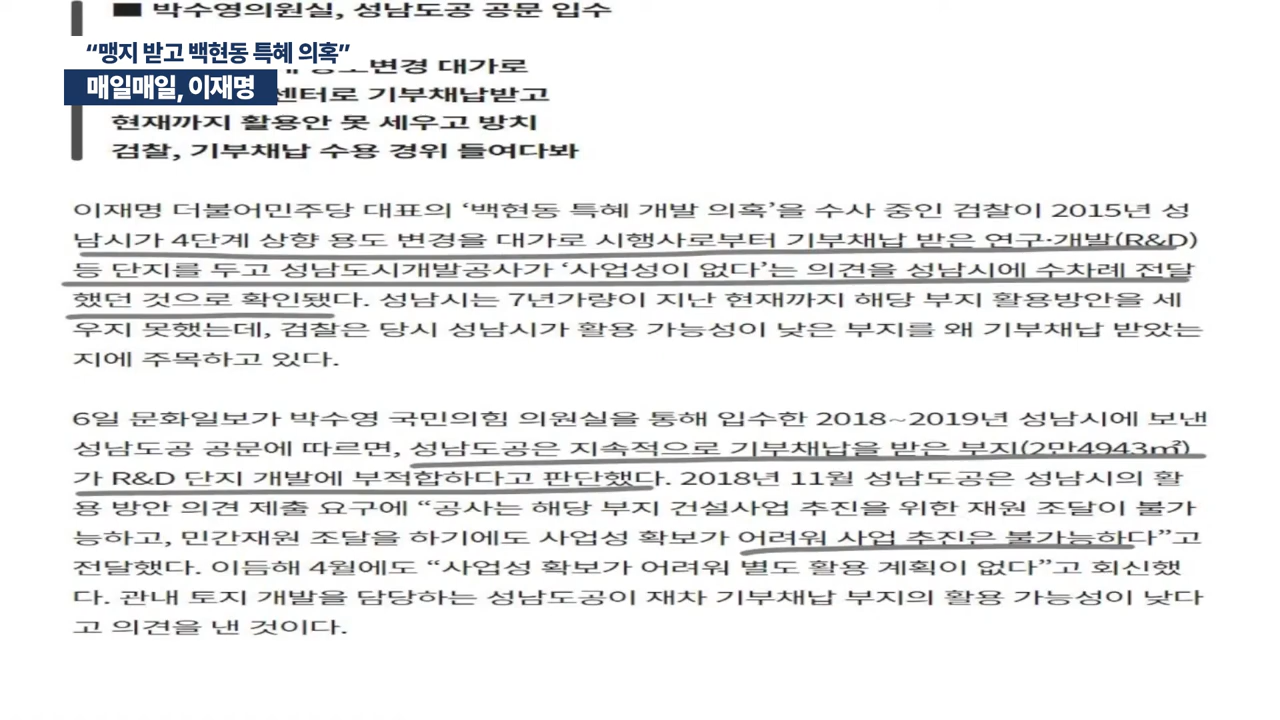 ■ 박수영의원실, 성남도공 공문 입수
“맹지 받고 백현동 특혜 의혹”
변경 대가로
매일매일, 이재명
센터로 기부채납받고
현재까지 활용안 못 세우고 방치
검찰, 기부채납 수용 경위 들여다봐
이재명 더불어민주당 대표의 ‘백현동 특혜 개발 의혹’을 수사 중인 검찰이 2015년 성
남시가 4단계 상향 용도 변경을 대가로 시행사로부터 기부채납 받은 연구·개발(R&D)
등 단지를 두고 성남도시개발공사가 ‘사업성이 없다’는 의견을 성남시에 수차례 전달
했던 것으로 확인됐다. 성남시는 7년가량이 지난 현재까지 해당 부지 활용방안을 세
우지 못했는데, 검찰은 당시 성남시가 활용 가능성이 낮은 부지를 왜 기부채납 받았는
지에 주목하고 있다.
6일 문화일보가 박수영 국민의힘 의원실을 통해 입수한 2018~2019년 성남시에 보낸
성남도공 공문에 따르면, 성남도공은 지속적으로 기부채납을 받은 부지(2만4943㎡)
가 R&D 단지 개발에 부적합하다고 판단했다. 2018년 11월 성남도공은 성남시의 활
용 방안 의견 제출 요구에 “공사는 해당 부지 건설사업 추진을 위한 재원 조달이 불가
능하고, 민간재원 조달을 하기에도 사업성 확보가 어려워 사업 추진은 불가능하다”고
전달했다. 이듬해 4월에도 “사업성 확보가 어려워 별도 활용 계획이 없다”고 회신했
다. 관내 토지 개발을 담당하는 성남도공이 재차 기부채납 부지의 활용 가능성이 낮다
고 의견을 낸 것이다.